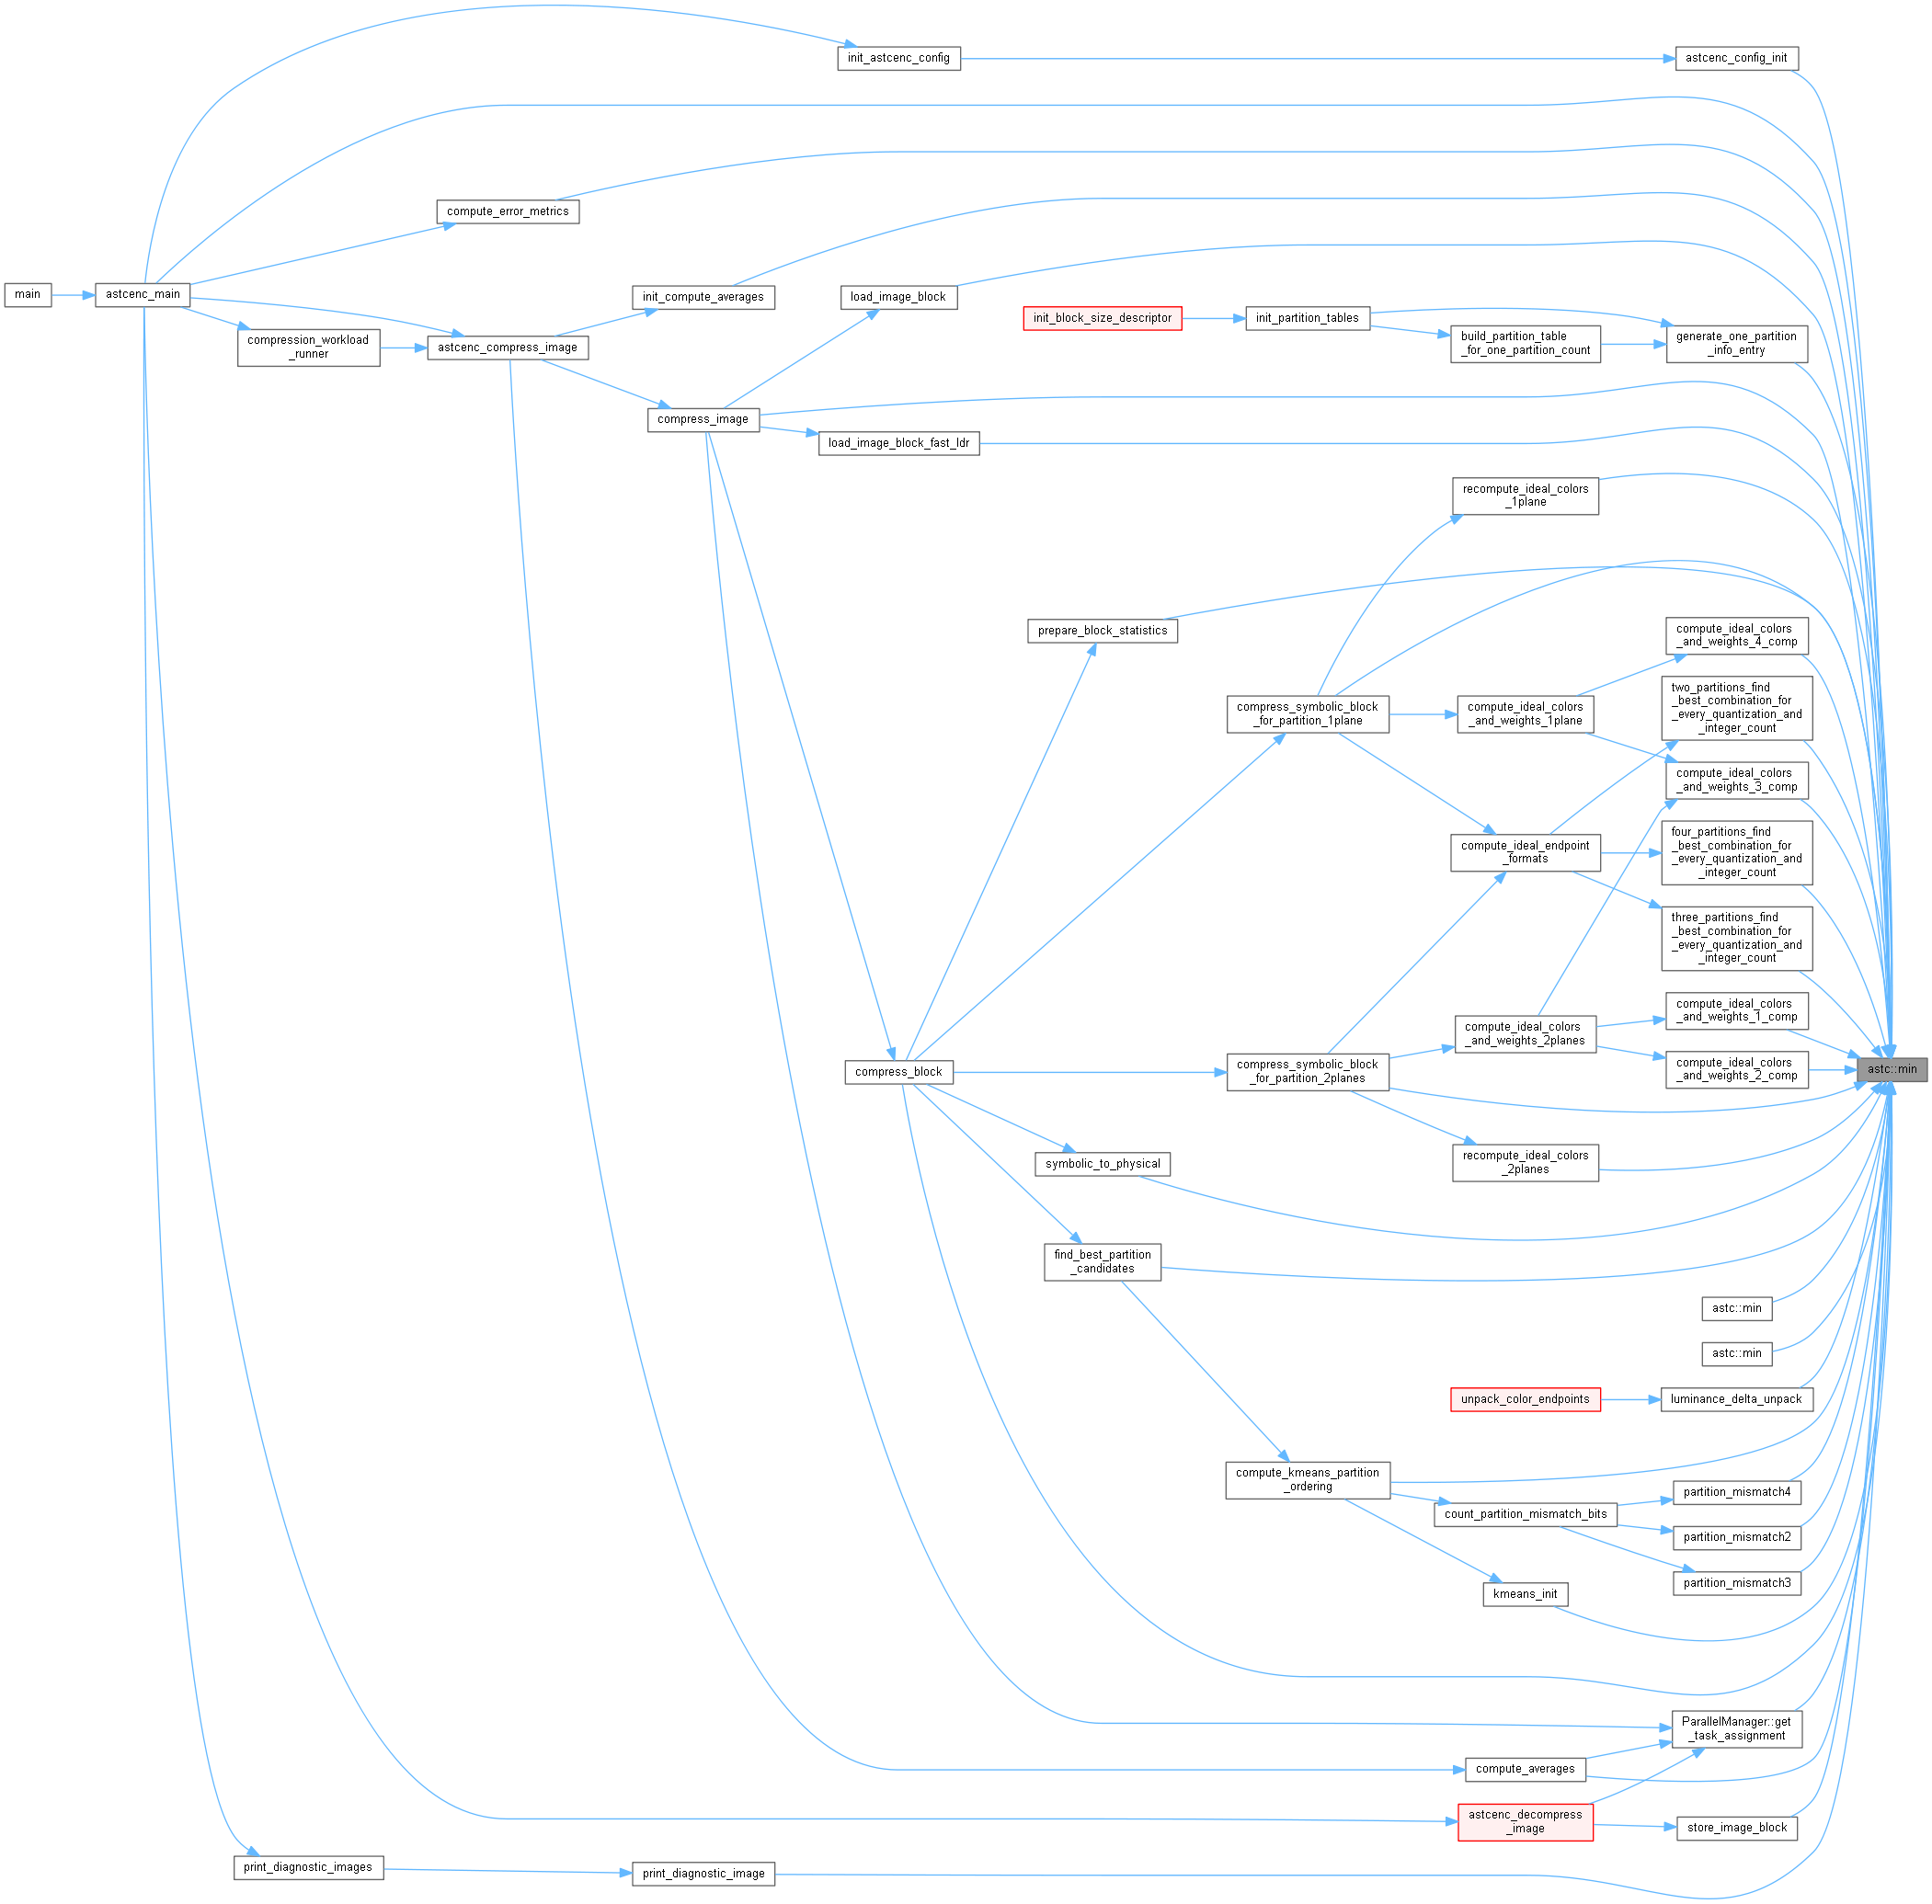 init_astcenc_config
astcenc_config_init
compute_error_metrics
main
astcenc_main
init_compute_averages
load_image_block
init_block_size_descriptor
init_partition_tables
compression_workload
_runner
astcenc_compress_image
build_partition_table
_for_one_partition_count
generate_one_partition
_info_entry
compress_image
load_image_block_fast_ldr
recompute_ideal_colors
_1plane
prepare_block_statistics
compute_ideal_colors
_and_weights_4_comp
compress_symbolic_block
_for_partition_1plane
compute_ideal_colors
_and_weights_1plane
two_partitions_find
_best_combination_for
_every_quantization_and
_integer_count
compute_ideal_colors
_and_weights_3_comp
compute_ideal_endpoint
_formats
four_partitions_find
_best_combination_for
_every_quantization_and
_integer_count
three_partitions_find
_best_combination_for
_every_quantization_and
_integer_count
compute_ideal_colors
_and_weights_1_comp
compute_ideal_colors
_and_weights_2planes
compress_block
compress_symbolic_block
_for_partition_2planes
compute_ideal_colors
_and_weights_2_comp
astc::min
symbolic_to_physical
recompute_ideal_colors
_2planes
find_best_partition
_candidates
astc::min
astc::min
unpack_color_endpoints
luminance_delta_unpack
compute_kmeans_partition
_ordering
partition_mismatch4
count_partition_mismatch_bits
partition_mismatch2
partition_mismatch3
kmeans_init
ParallelManager::get
_task_assignment
compute_averages
astcenc_decompress
_image
store_image_block
print_diagnostic_images
print_diagnostic_image